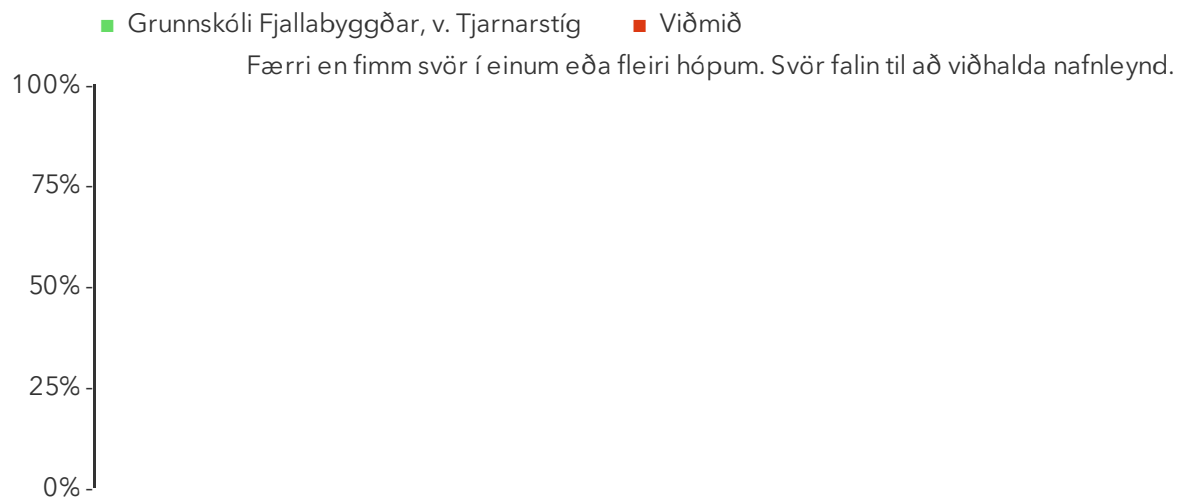 Grunnskóli Fjallabyggðar, v. Tjarnarstíg Viðmið
Færri en fimm svör í einum eða fleiri hópum. Svör falin til að viðhalda nafnleynd.
100%
75%
50%
25%
0%